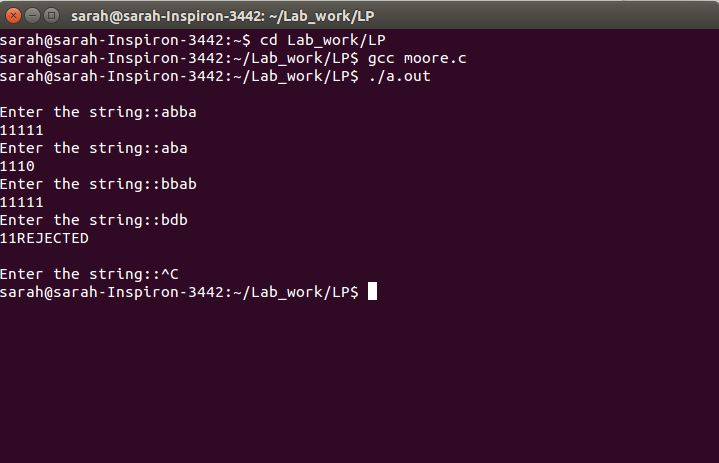 sarah@sarah-Inspiron-3442: ~/Lab_work/LP
sarah@sarah-Inspiron-3442:~$ cd Lab_work/LP
sarah@sarah-Inspiron-3442:~/Lab_work/LP$ gcc moore.c
sarah@sarah-Inspiron-3442:~/Lab_work/LP$ ./a.out
Enter the string::abba
11111
Enter the string::aba
1110
Enter the string::bbab
11111
Enter the string::bdb
11REJECTED
Enter the string::^C
sarah@sarah-Inspiron-3442:~/Lab_work/LP$